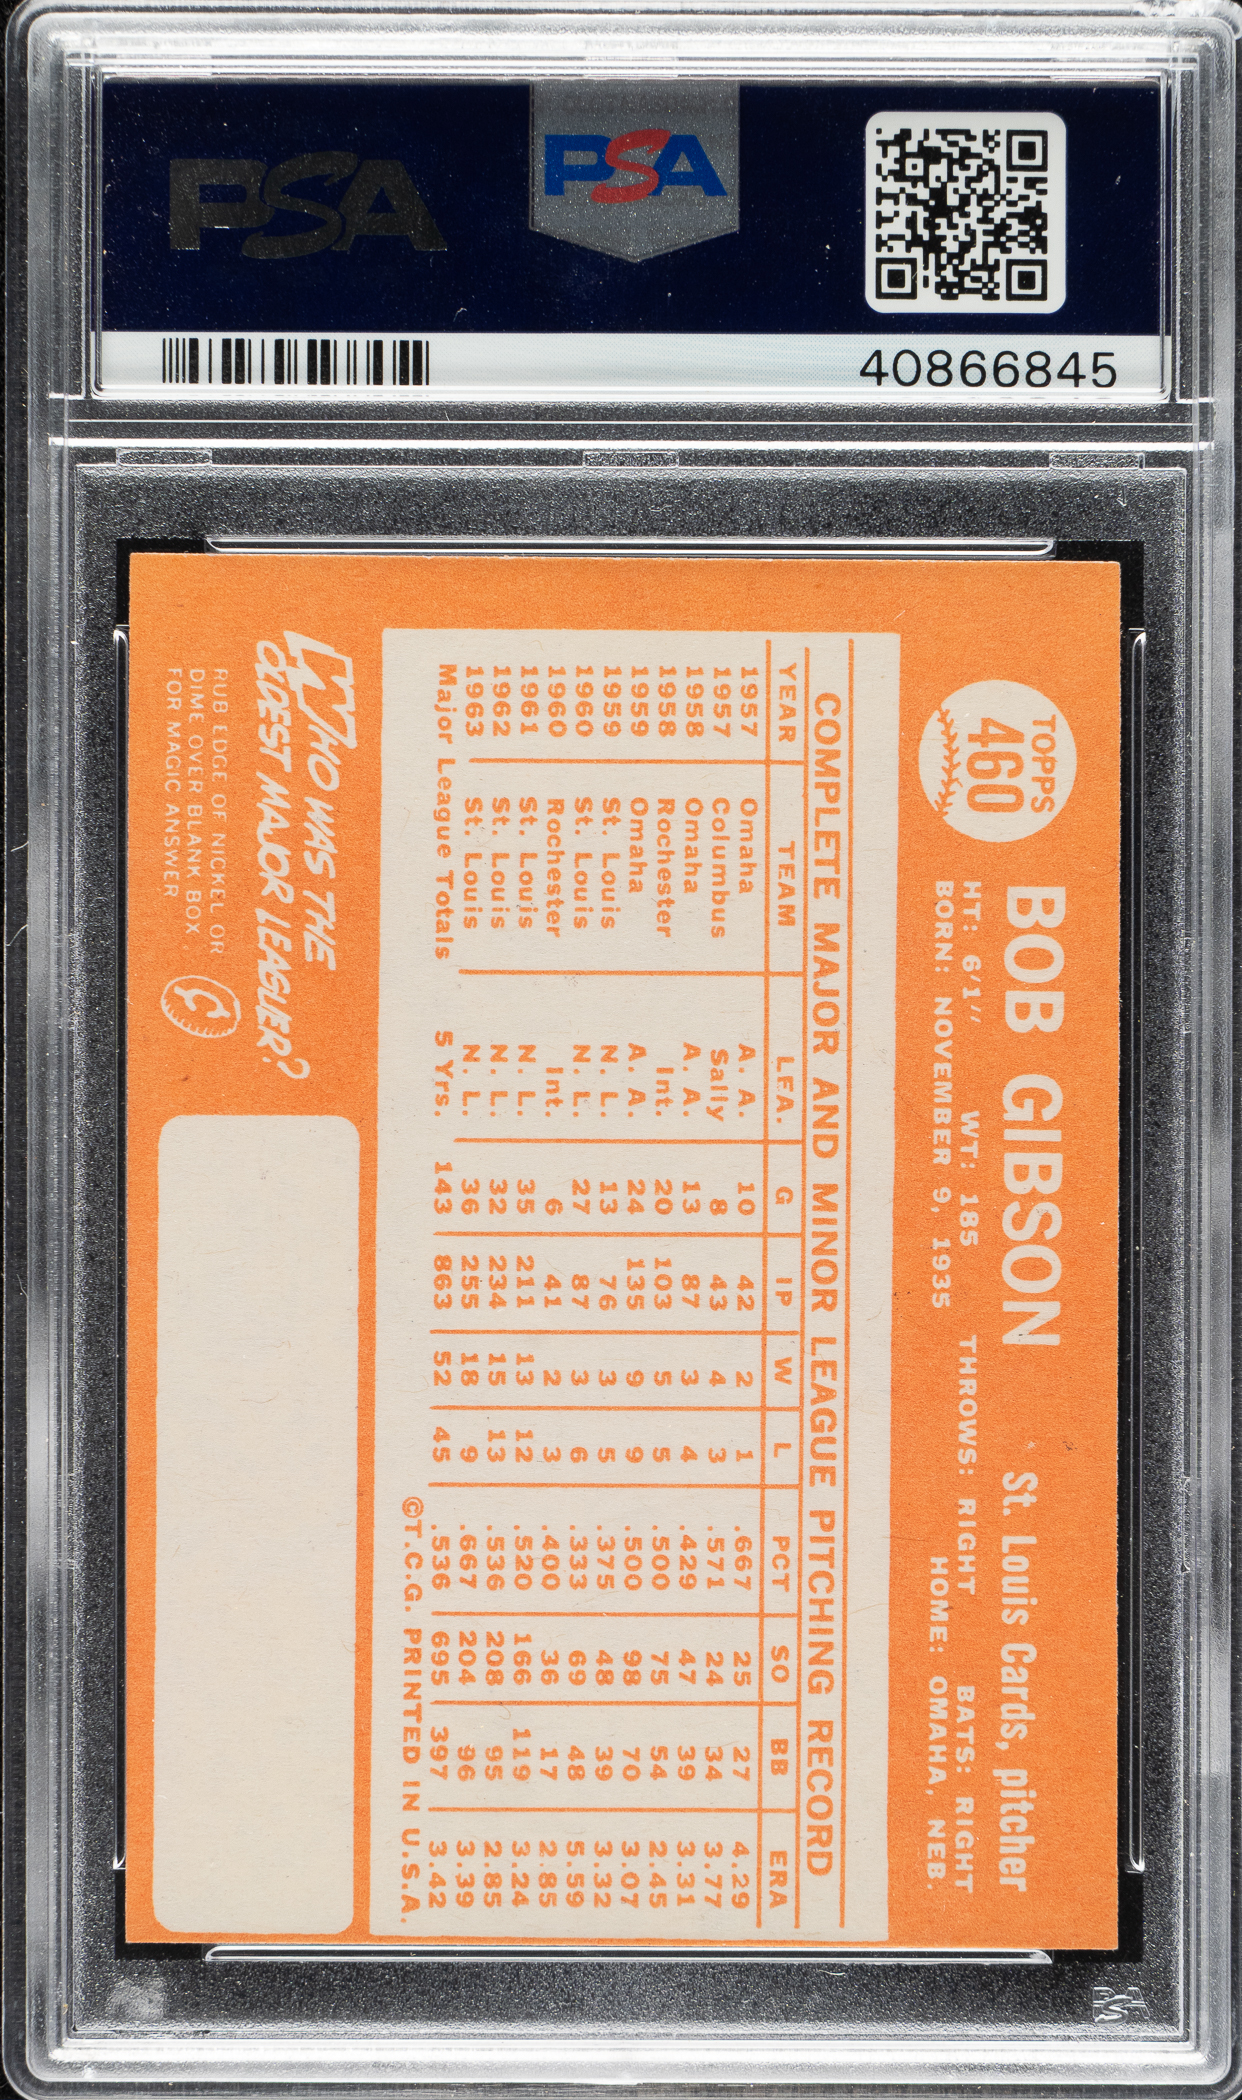 PSA
PSA
40866845
TOPPS
460
BOB GIBSON St. Louis Cards, pitcher
HT: 6'1" WT: 185 THROWS: RIGHT BATS: RIGHT
BORN: NOVEMBER 9, 1935 HOME: OMAHA, NEB.
COMPLETE MAJOR AND MINOR LEAGUE PITCHING RECORD
YEAR TEAM LEA. G IP W L PCT SO BB ERA
1957 Omaha A. A. 10 42 2 1 .667 25 27 4.29
1957 Columbus Sally 8 43 4 3 .571 24 34 3.77
1958 Omaha A. A. 13 87 3 4 .429 47 39 3.31
1958 Rochester Int. 20 103 5 5 .500 75 54 2.45
1959 Omaha A. A. 24 135 9 9 .500 98 70 3.07
1959 St. Louis N. L. 13 76 3 5 .375 48 39 3.32
1960 St. Louis N. L. 27 87 3 6 .333 69 48 5.59
1960 Rochester Int. 6 41 2 3 .400 36 17 2.85
1961 St. Louis N. L. 35 211 13 12 .520 166 119 3.24
1962 St. Louis N. L. 32 234 15 13 .536 208 95 2.85
1963 St. Louis N. L. 36 255 18 9 .667 204 96 3.39
Major League Totals 5 Yrs. 143 863 52 45 .536 695 397 3.42
©T.C.G. PRINTED IN U.S.A.
WHO WAS THE
OLDEST MAJOR LEAGUER?
RUB EDGE OF NICKEL OR
DIME OVER BLANK BOX,
FOR MAGIC ANSWER
PSA